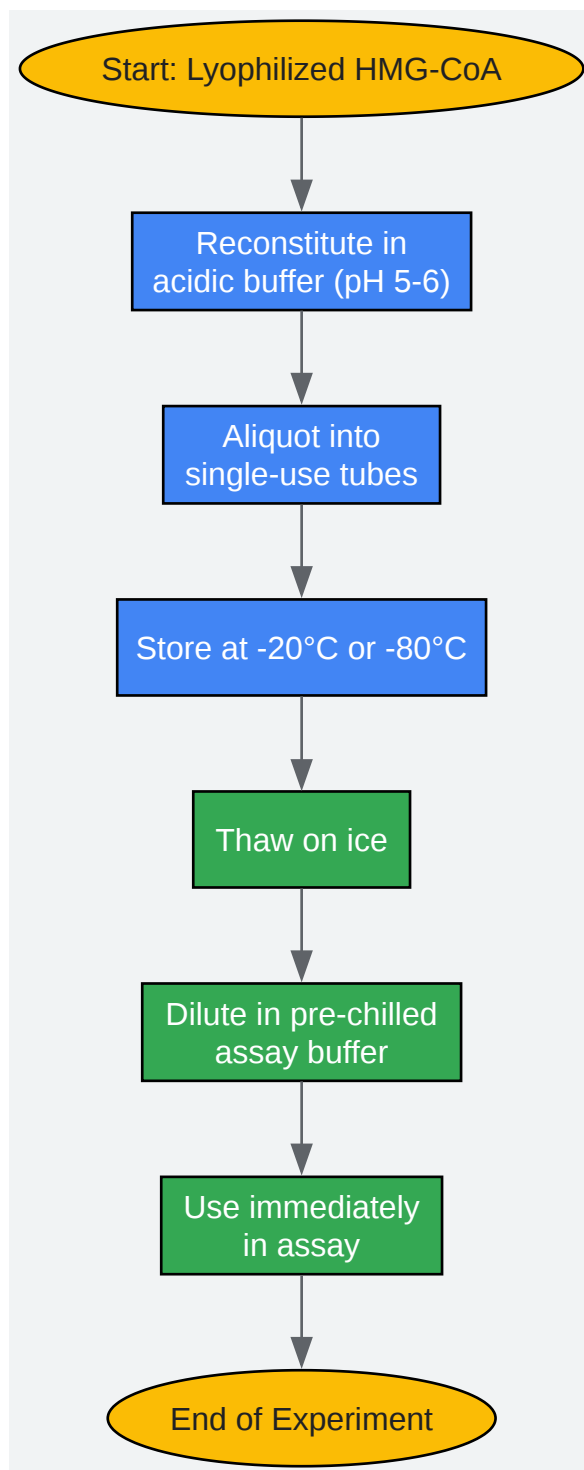 Start: Lyophilized HMG-CoA
Reconstitute in
acidic buffer (pH 5-6)
Aliquot into
single-use tubes
Store at -20°C or -80°C
Thaw on ice
Dilute in pre-chilled
assay buffer
Use immediately
in assay
End of Experiment